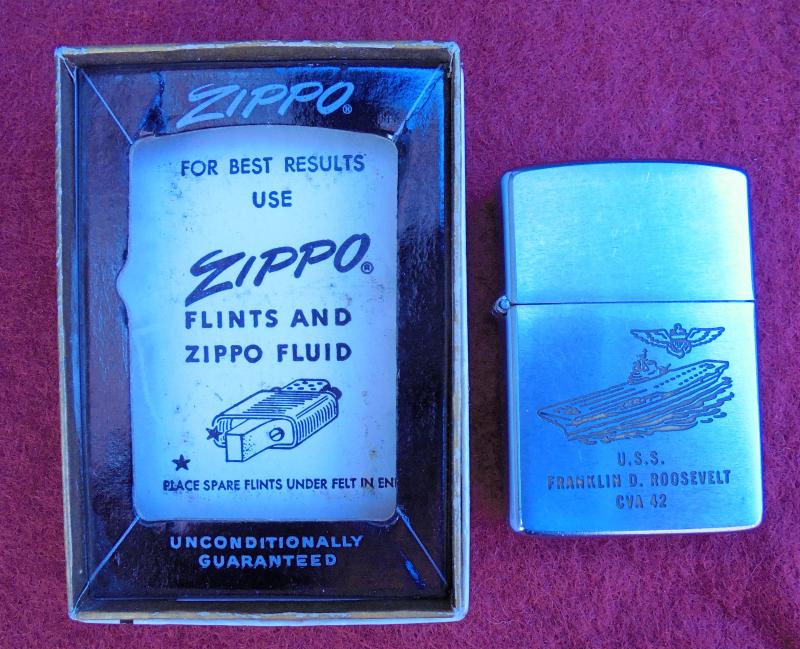 ZIPPO®
FOR BEST RESULTS
USE
ZIPPO®
FLINTS AND
ZIPPO FLUID
PLACE SPARE FLINTS UNDER FELT IN EN
UNCONDITIONALLY
GUARANTEED
U.S.S.
FRANKLIN D. ROOSEVELT
CVA 42